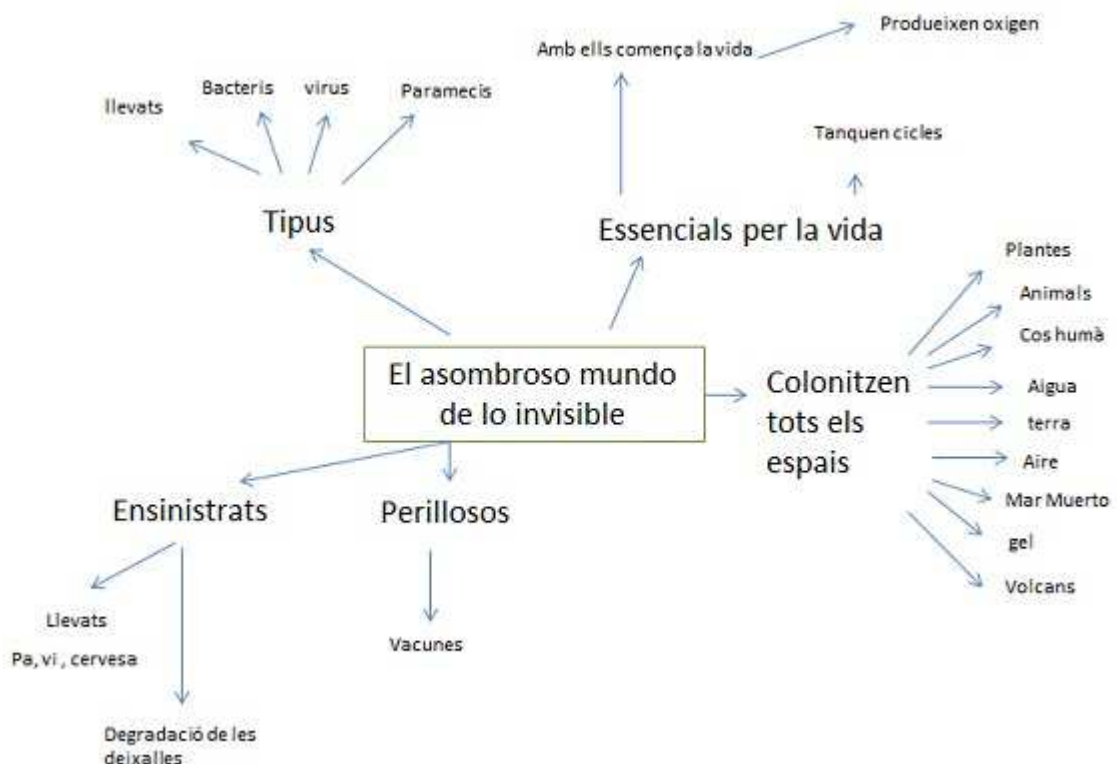 Produeixen oxigen
Amb ells comença la vida
Bacteris
virus
Paramecis
llevats
Tanquen cicles
Tipus
Essencials per la vida
Plantes
Animals
Cos humà
El asombroso mundo
de lo invisible
Colonitzen
tots els
espais
Aigua
terra
Aire
Mar Muerto
gel
Volcans
Ensinistrats
Perillosos
Llevats
Pa, vi , cervesa
Vacunes
Degradació de les
deixalles